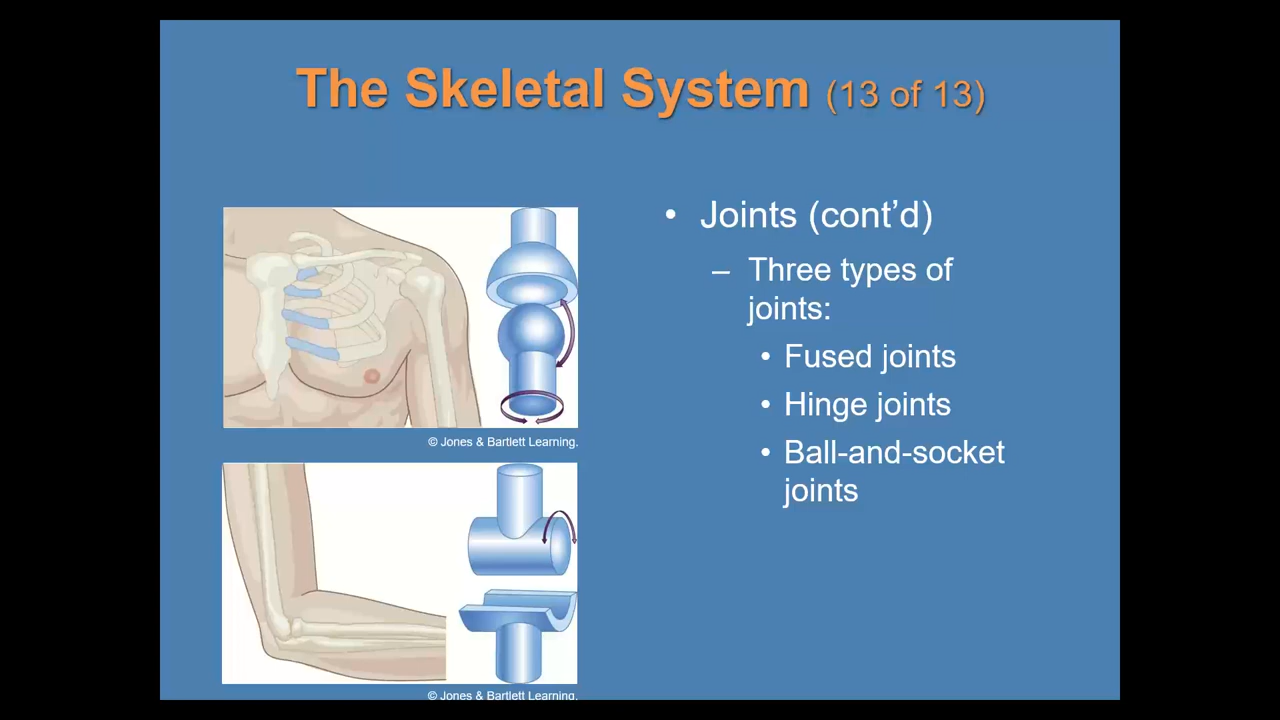 The Skeletal System (13 of 13)
• Joints (cont’d)
– Three types of
joints:
• Fused joints
• Hinge joints
• Ball-and-socket
joints
© Jones & Bartlett Learning.
© Jones & Bartlett Learning.